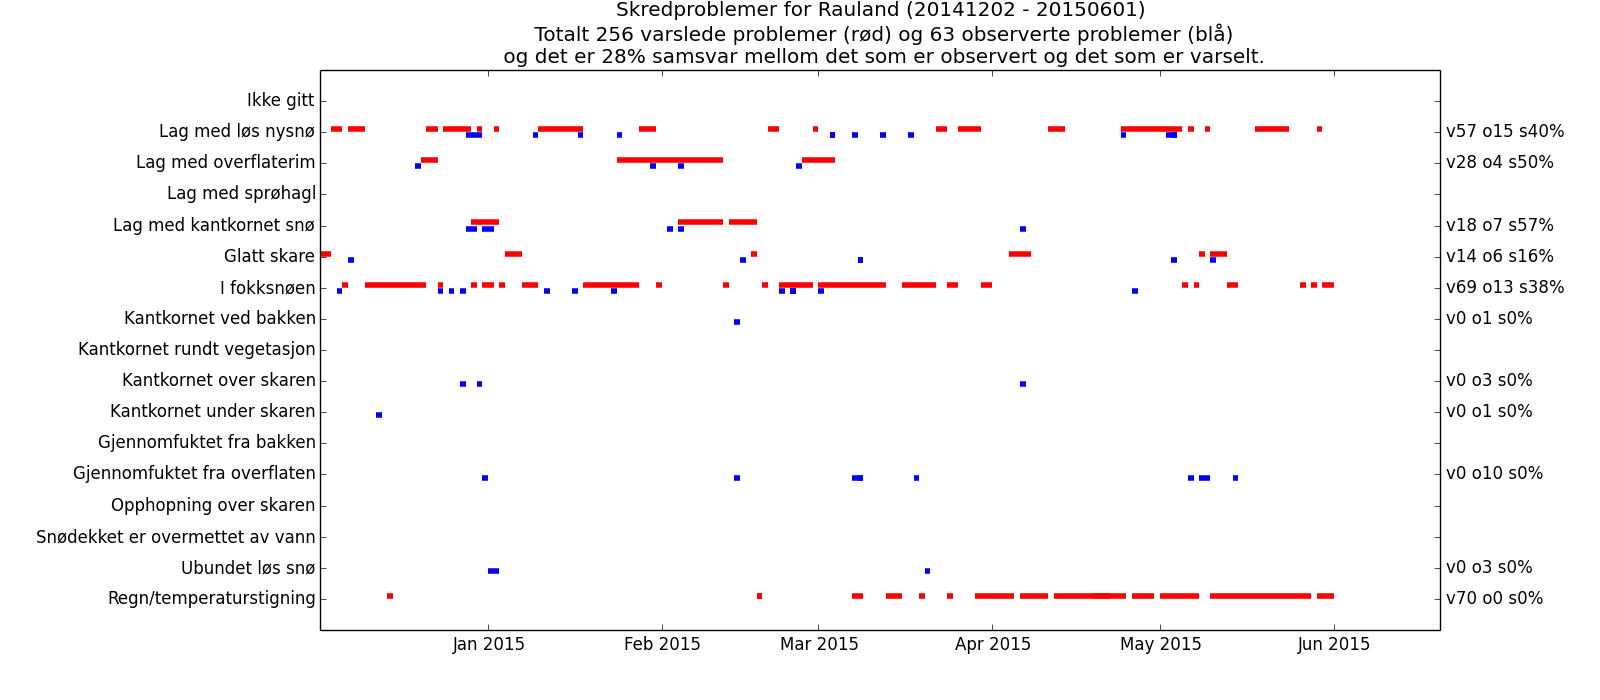 Skredproblemer for Rauland (20141202 - 20150601)
Totalt 256 varslede problemer (rød) og 63 observerte problemer (blå)
og det er 28% samsvar mellom det som er observert og det som er varselt.
Ikke gitt
Lag med løs nysnø v57 o15 s40%
Lag med overflaterim v28 o4 s50%
Lag med sprøhagl
Lag med kantkornet snø v18 o7 s57%
Glatt skare v14 o6 s16%
I fokksnøen v69 o13 s38%
Kantkornet ved bakken v0 o1 s0%
Kantkornet rundt vegetasjon
Kantkornet over skaren v0 o3 s0%
Kantkornet under skaren v0 o1 s0%
Gjennomfuktet fra bakken
Gjennomfuktet fra overflaten v0 o10 s0%
Opphopning over skaren
Snødekket er overmettet av vann
Ubundet løs snø v0 o3 s0%
Regn/temperaturstigning v70 o0 s0%
Jan 2015 Feb 2015 Mar 2015 Apr 2015 May 2015 Jun 2015